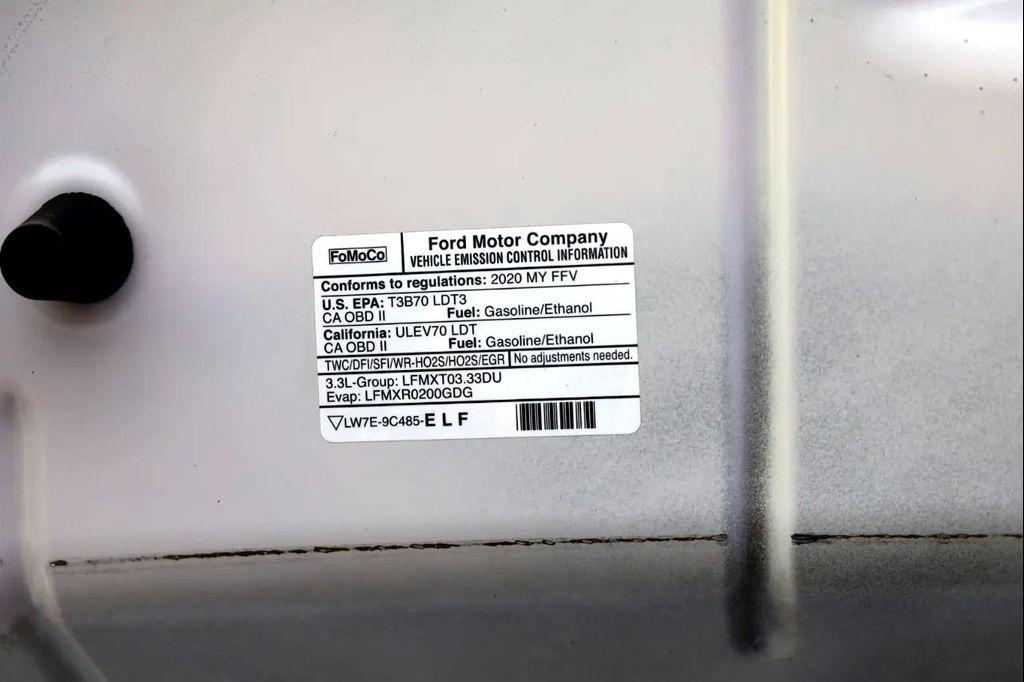 FoMoCo
Ford Motor Company
VEHICLE EMISSION CONTROL INFORMATION
Conforms to regulations: 2020 MY FFV
U.S. EPA: T3B70 LDT3
CA OBD II Fuel: Gasoline/Ethanol
California: ULEV70 LDT
CA OBD II Fuel: Gasoline/Ethanol
TWC/DFI/SFI/WR-HO2S/HO2S/EGR No adjustments needed.
3.3L-Group: LFMXT03.33DU
Evap: LFMXR0200GDG
LW7E-9C485-E L F